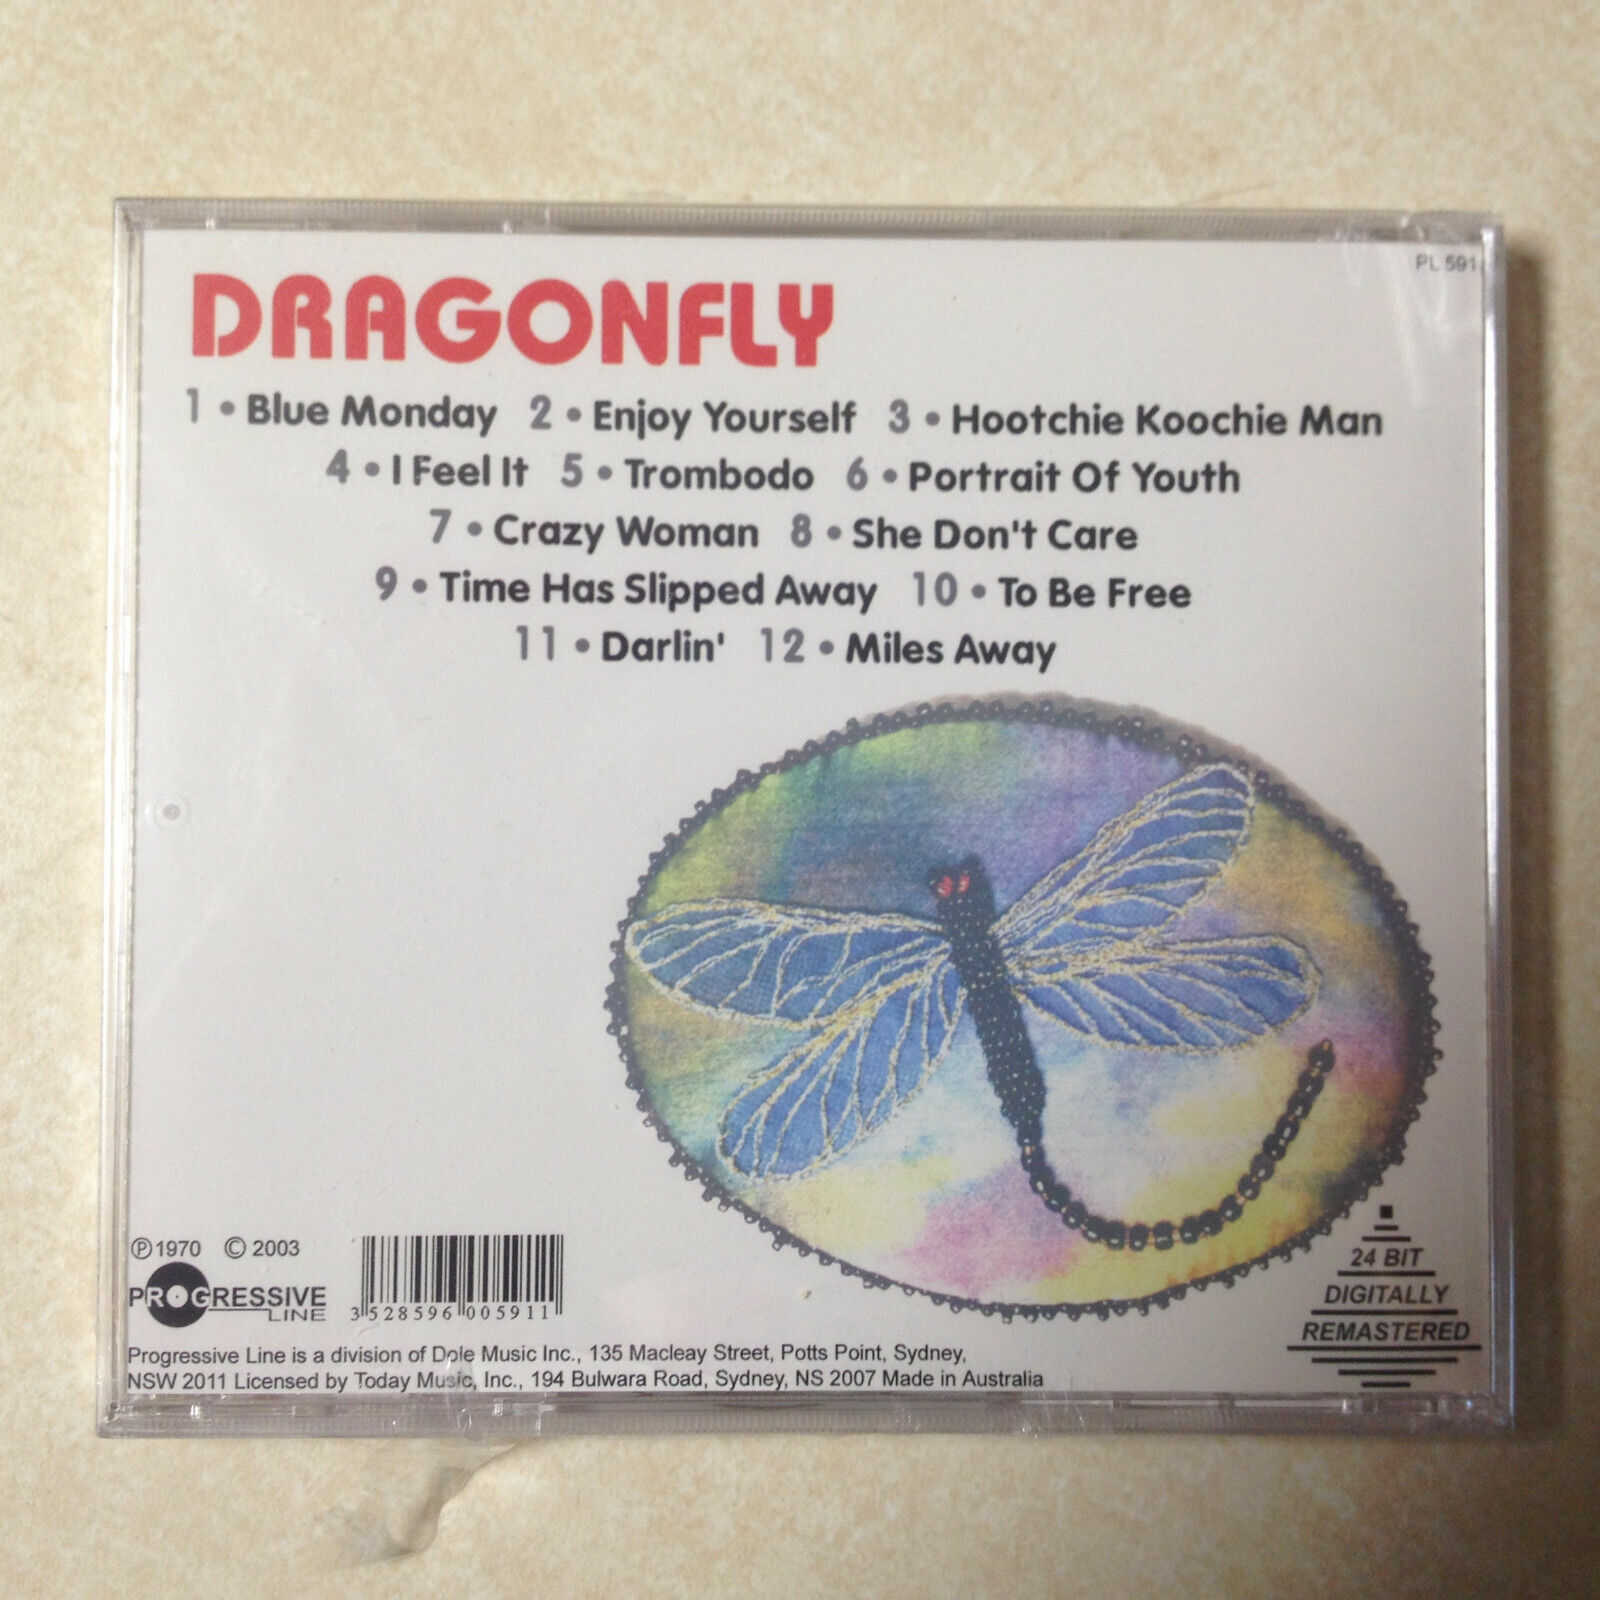 PL 591
DRAGONFLY
1 • Blue Monday 2 • Enjoy Yourself 3 • Hootchie Koochie Man
4 • I Feel It 5 • Trombodo 6 • Portrait Of Youth
7 • Crazy Woman 8 • She Don't Care
9 • Time Has Slipped Away 10 • To Be Free
11 • Darlin' 12 • Miles Away
℗1970 © 2003
PROGRESSIVE
LINE
3 528596 005911
24 BIT
DIGITALLY
REMASTERED
Progressive Line is a division of Dole Music Inc., 135 Macleay Street, Potts Point, Sydney,
NSW 2011 Licensed by Today Music, Inc., 194 Bulwara Road, Sydney, NS 2007 Made in Australia